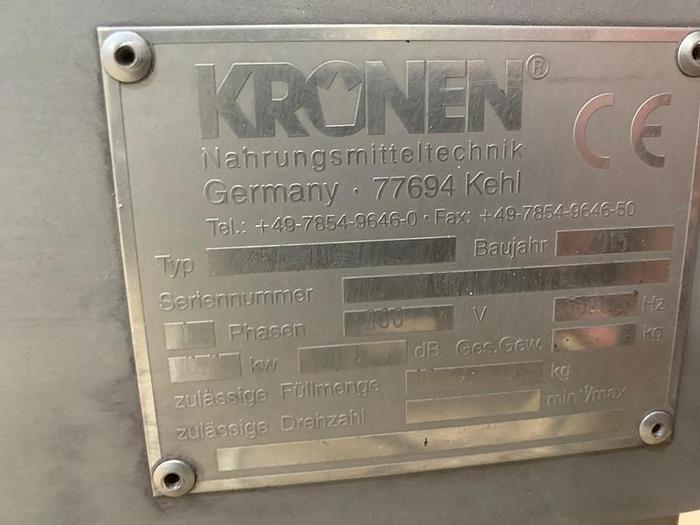 KRONEN®
CE
Nahrungsmitteltechnik
Germany · 77694 Kehl
Tel.: +49-7854-9646-0 · Fax: +49-7854-9646-50
Typ Baujahr
Seriennummer
Phasen V Hz
kw dB Ges.Gew. kg
zulässige Füllmenge kg
zulässige Drehzahl min⁻¹/max